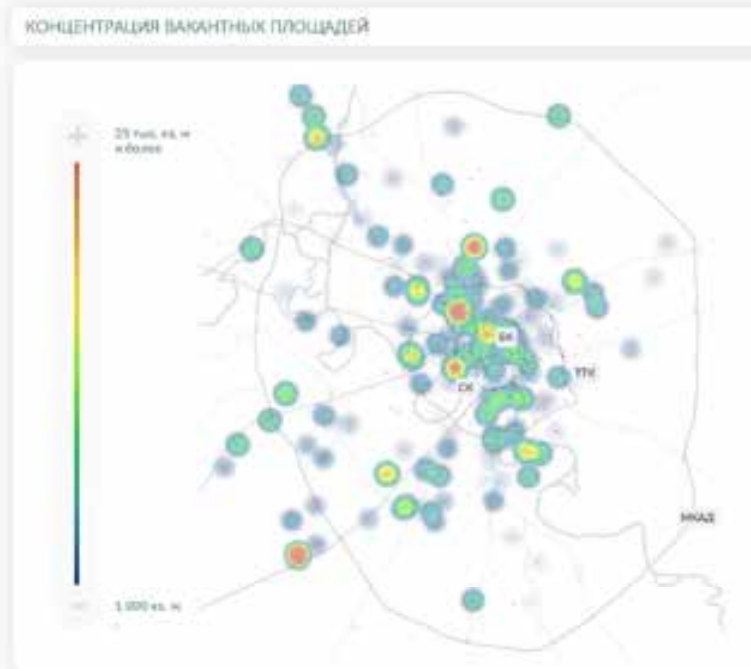 КОНЦЕНТРАЦИЯ ВАКАНТНЫХ ПЛОЩАДЕЙ
25 тыс. кв. м
и более
БК
ТТК
СК
МКАД
1 000 кв. м